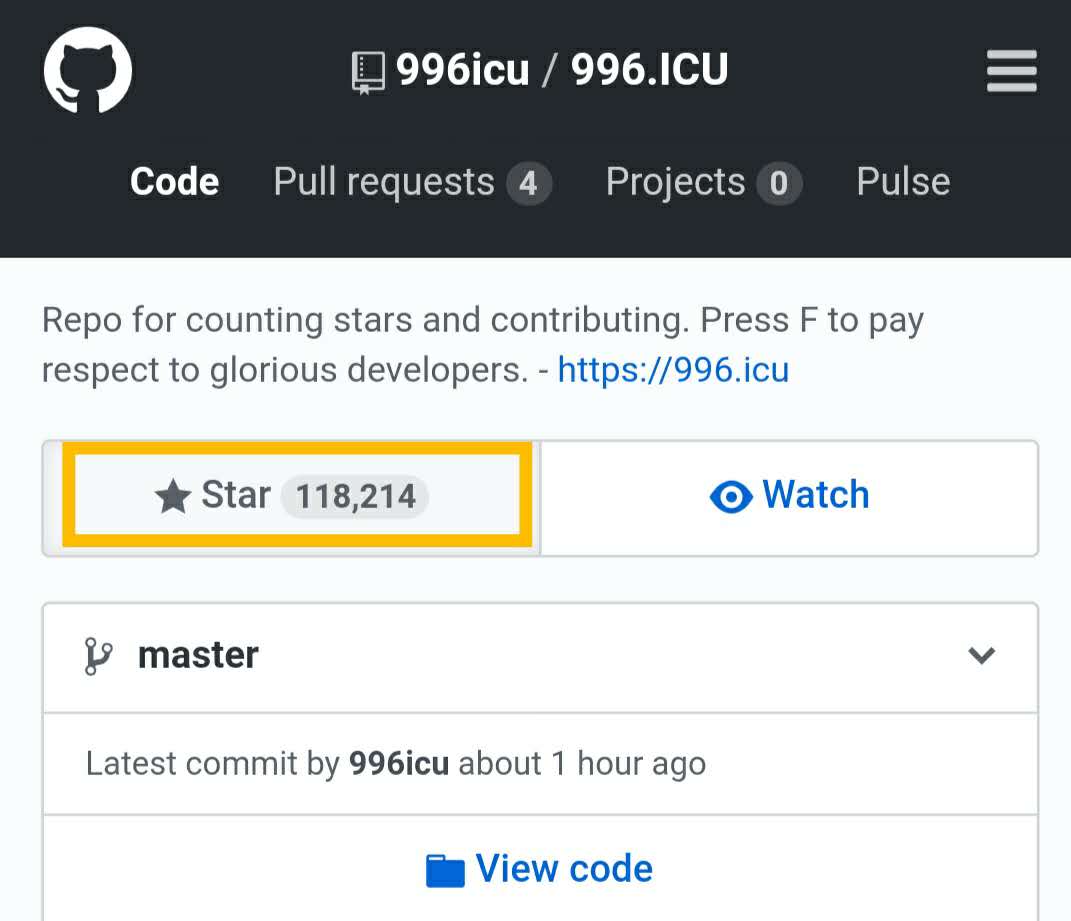 996icu / 996.ICU
Code Pull requests 4 Projects 0 Pulse
Repo for counting stars and contributing. Press F to pay
respect to glorious developers. - https://996.icu
Star 118,214 Watch
master
Latest commit by 996icu about 1 hour ago
View code